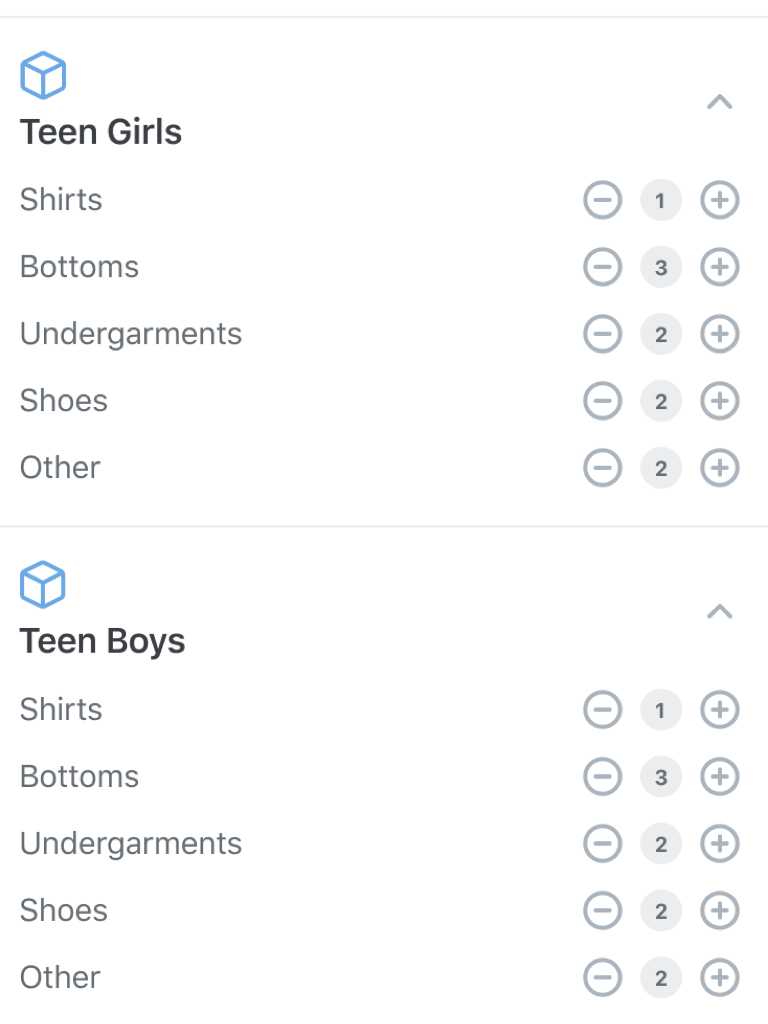 Teen Girls
Shirts 1
Bottoms 3
Undergarments 2
Shoes 2
Other 2
Teen Boys
Shirts 1
Bottoms 3
Undergarments 2
Shoes 2
Other 2